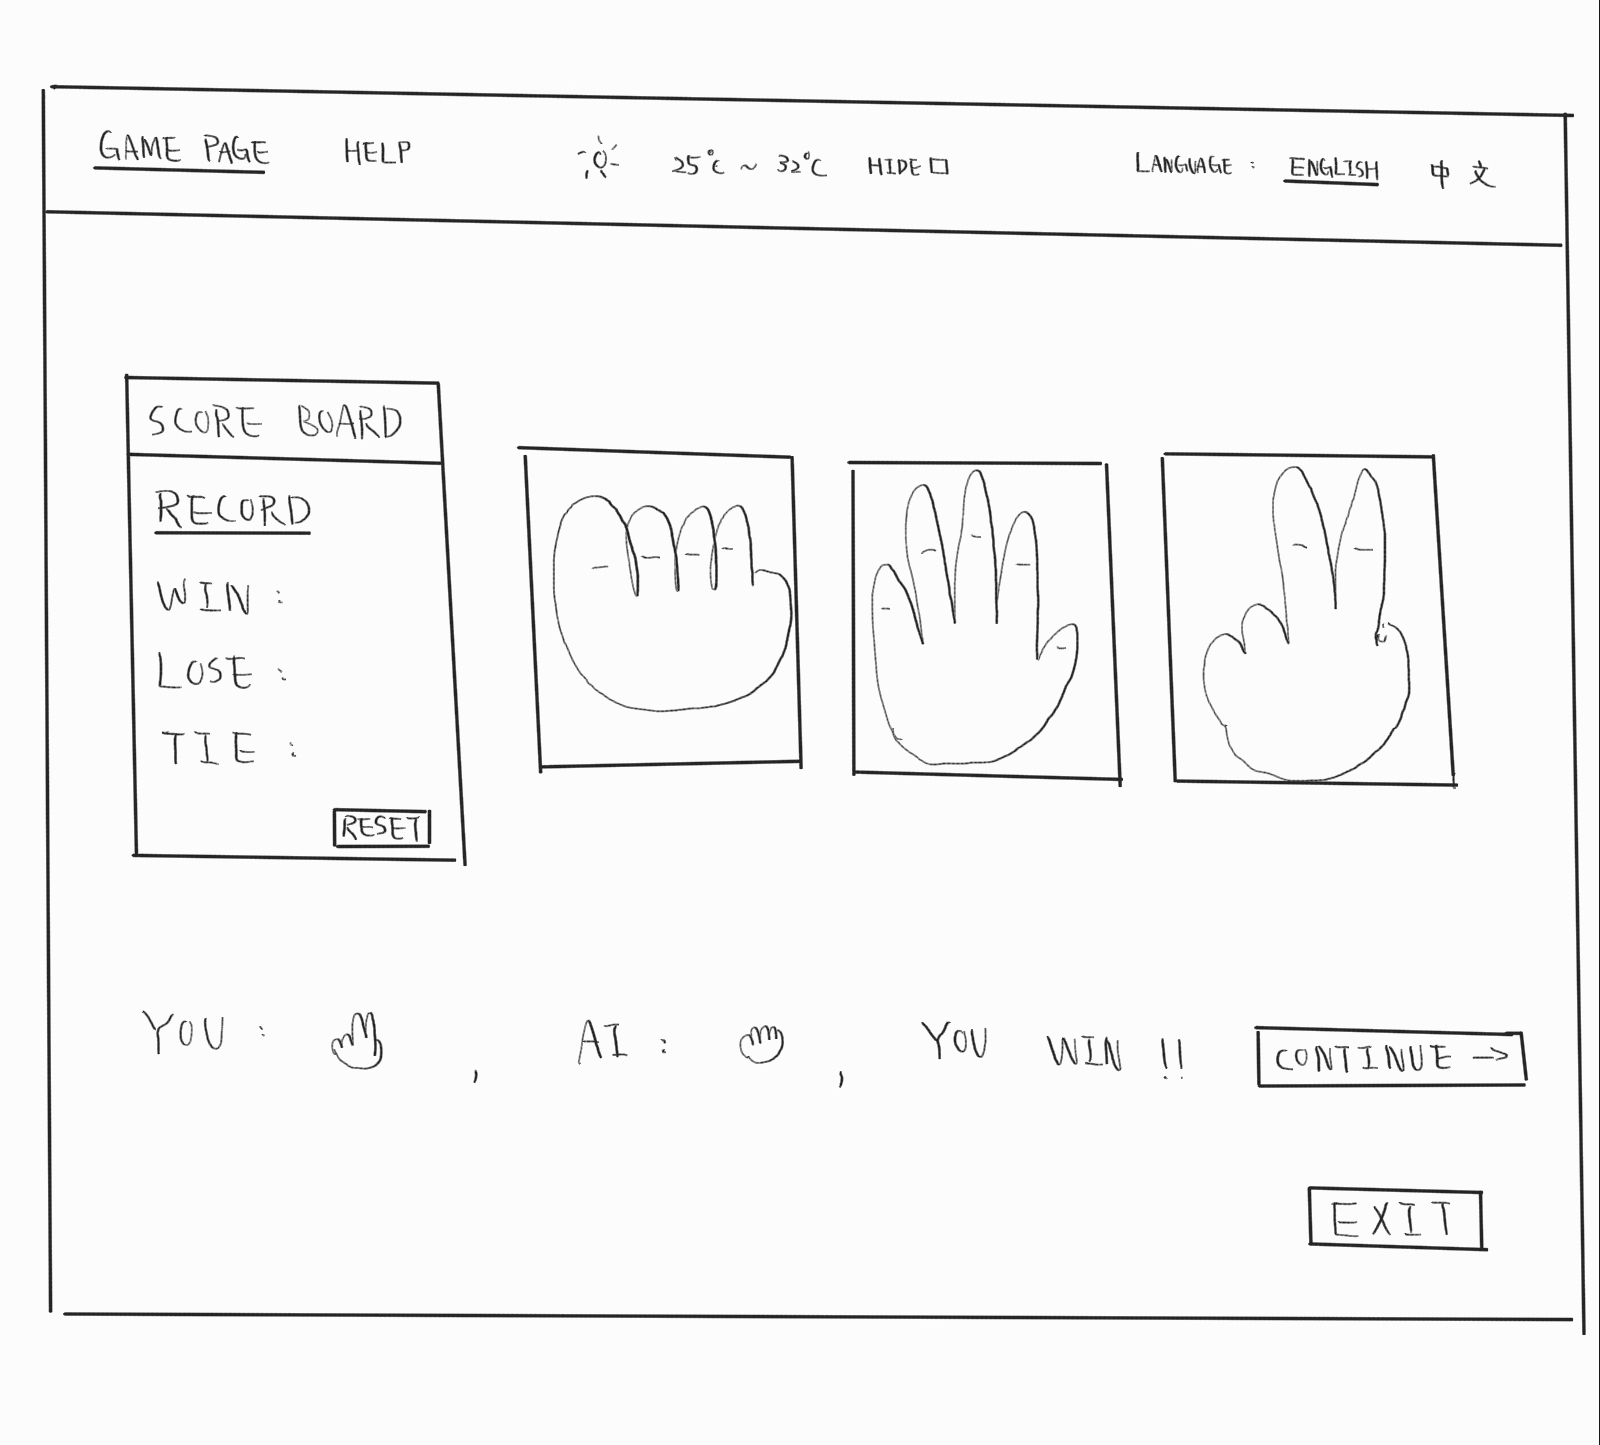 GAME PAGE HELP 25°C ~ 32°C HIDE LANGUAGE : ENGLISH 中文
SCORE BOARD
RECORD
WIN :
LOSE :
TIE :
RESET
YOU : , AI : , YOU WIN !! CONTINUE ->
EXIT